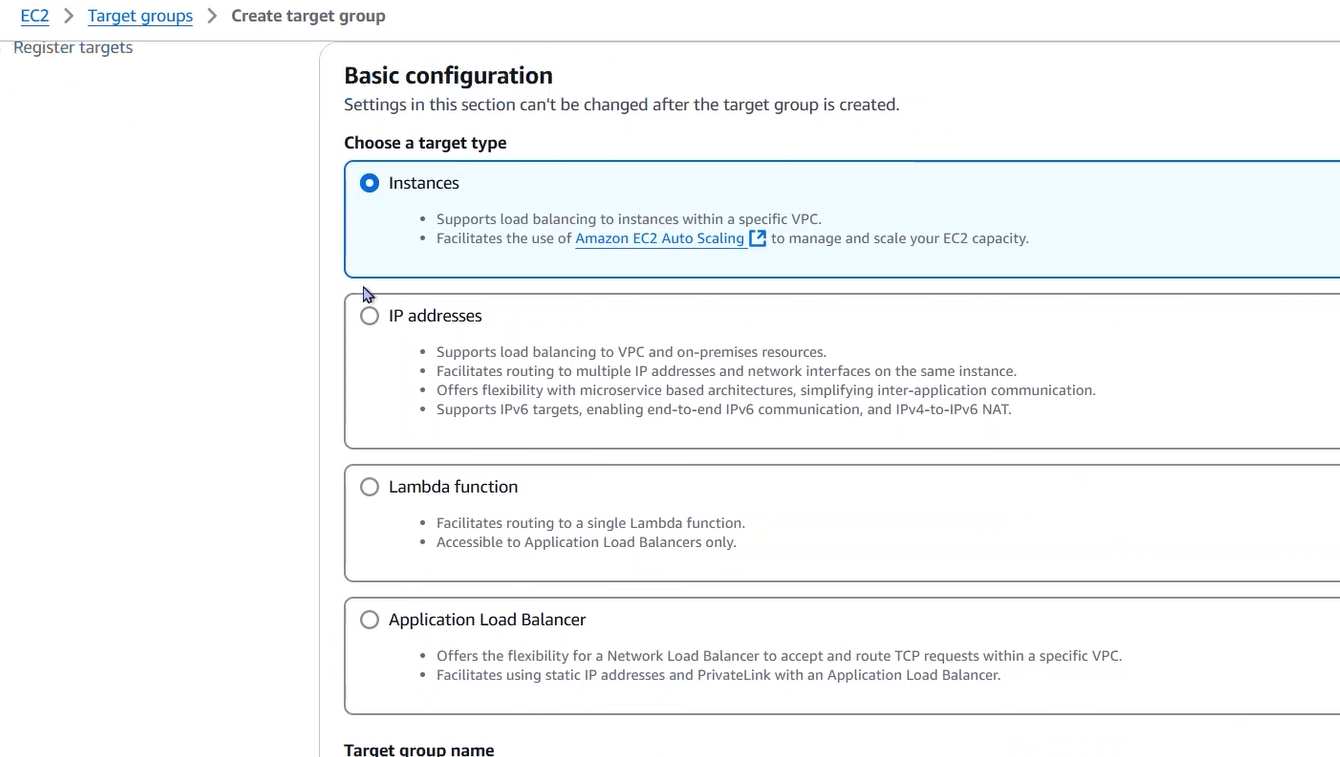 EC2 > Target groups > Create target group
Register targets
Basic configuration
Settings in this section can't be changed after the target group is created.
Choose a target type
Instances
• Supports load balancing to instances within a specific VPC.
• Facilitates the use of Amazon EC2 Auto Scaling to manage and scale your EC2 capacity.
IP addresses
• Supports load balancing to VPC and on-premises resources.
• Facilitates routing to multiple IP addresses and network interfaces on the same instance.
• Offers flexibility with microservice based architectures, simplifying inter-application communication.
• Supports IPv6 targets, enabling end-to-end IPv6 communication, and IPv4-to-IPv6 NAT.
Lambda function
• Facilitates routing to a single Lambda function.
• Accessible to Application Load Balancers only.
Application Load Balancer
• Offers the flexibility for a Network Load Balancer to accept and route TCP requests within a specific VPC.
• Facilitates using static IP addresses and PrivateLink with an Application Load Balancer.
Target group name